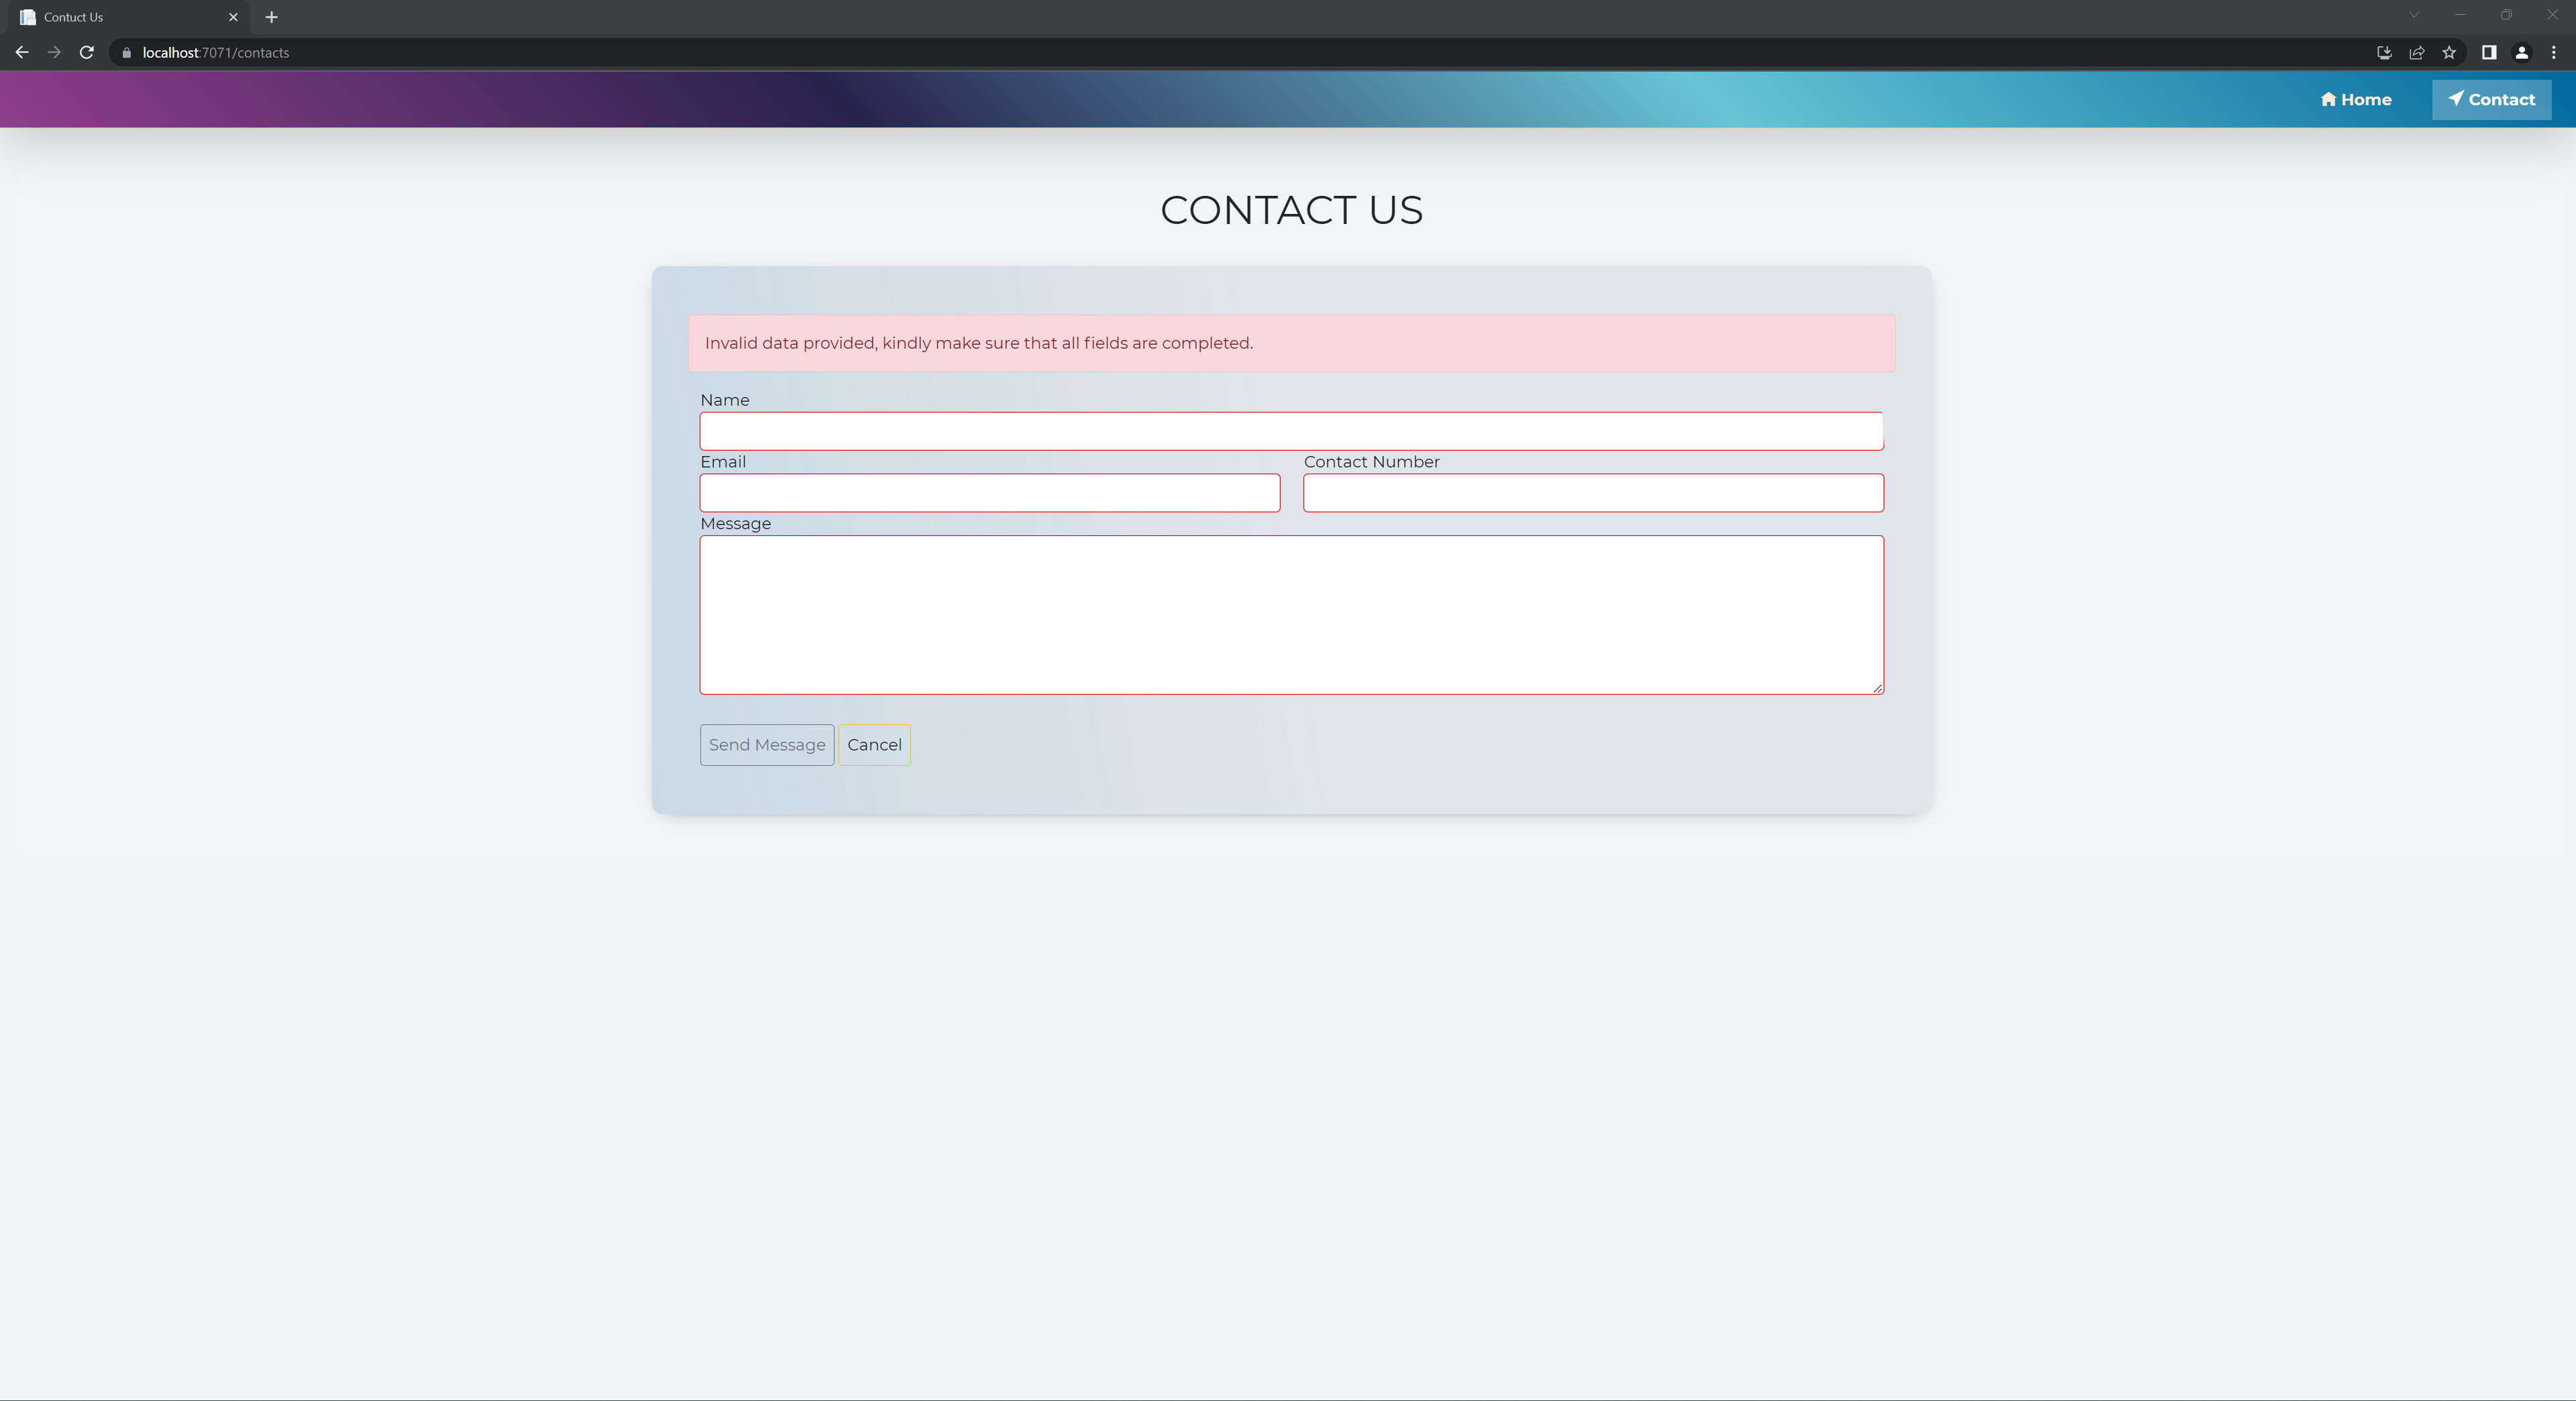 Contuct Us
localhost:7071/contacts
Home
Contact
CONTACT US
Invalid data provided, kindly make sure that all fields are completed.
Name
Email
Contact Number
Message
Send Message
Cancel